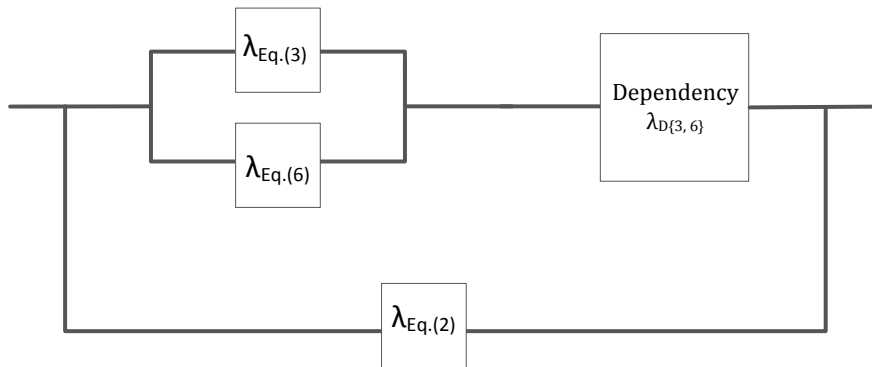 λEq.(3)
Dependency
λD{3, 6}
λEq.(6)
λEq.(2)